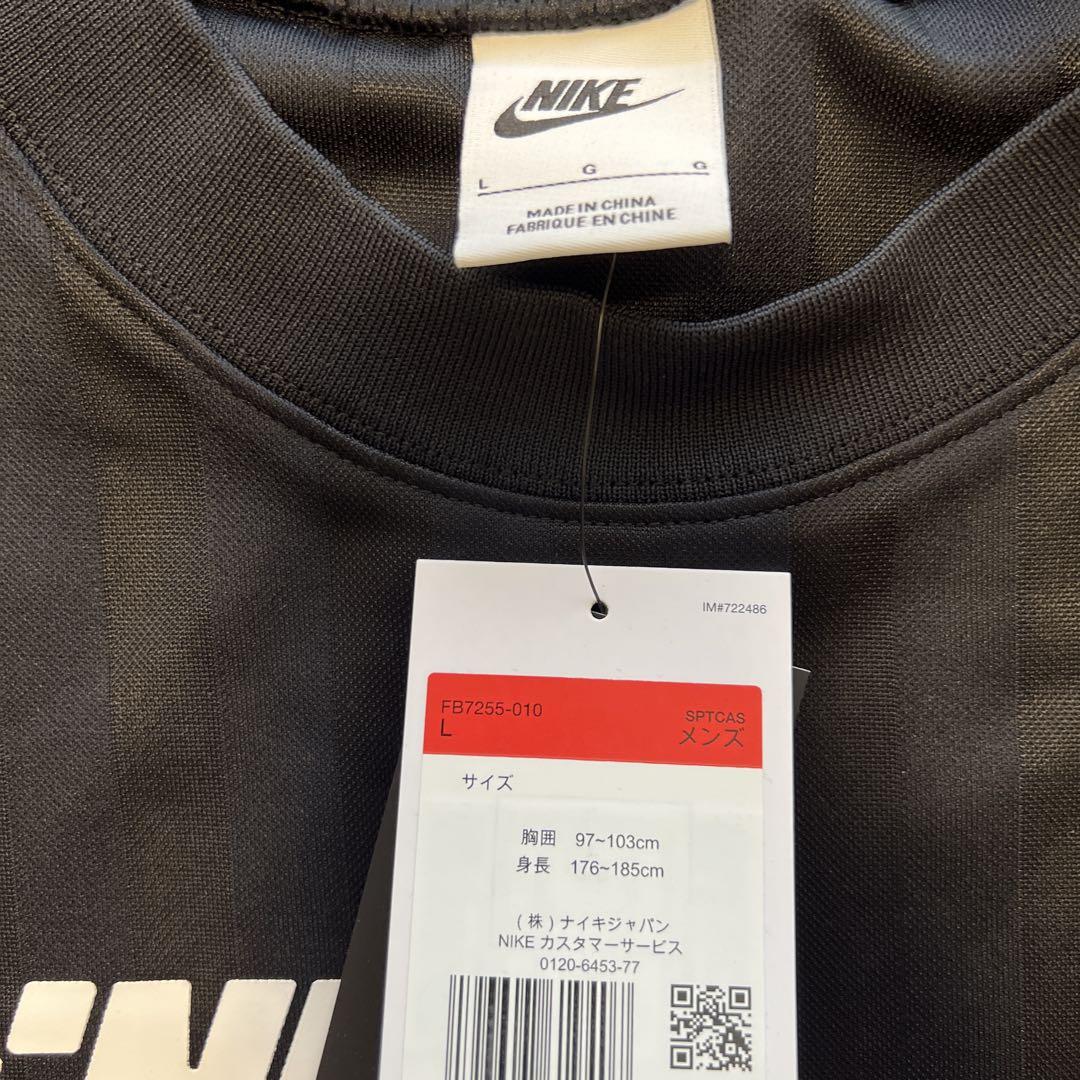 NIKE
L G G
MADE IN CHINA
FABRIQUE EN CHINE
IM#722486
FB7255-010
L
SPTCAS
メンズ
サイズ
胸囲 97~103cm
身長 176~185cm
(株)ナイキジャパン
NIKE カスタマーサービス
0120-6453-77